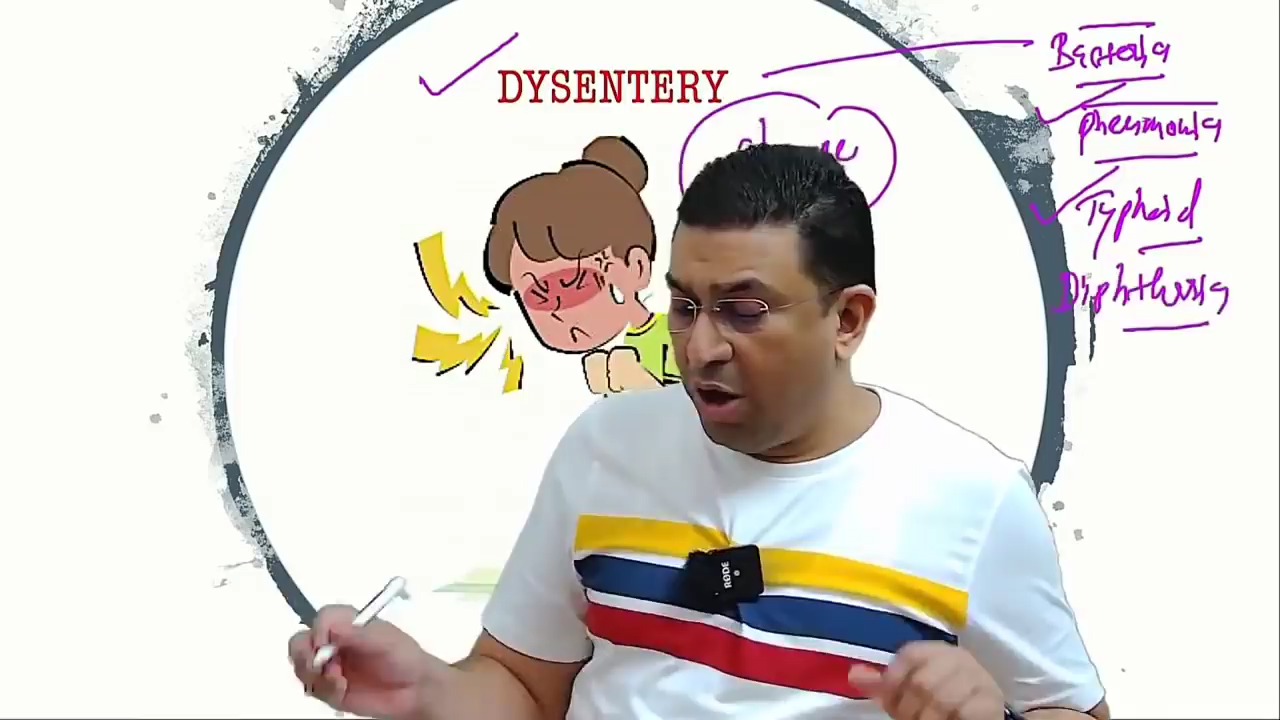 DYSENTERY
Bacteria
pneumonia
Typhoid
Diphtheria
RØDE